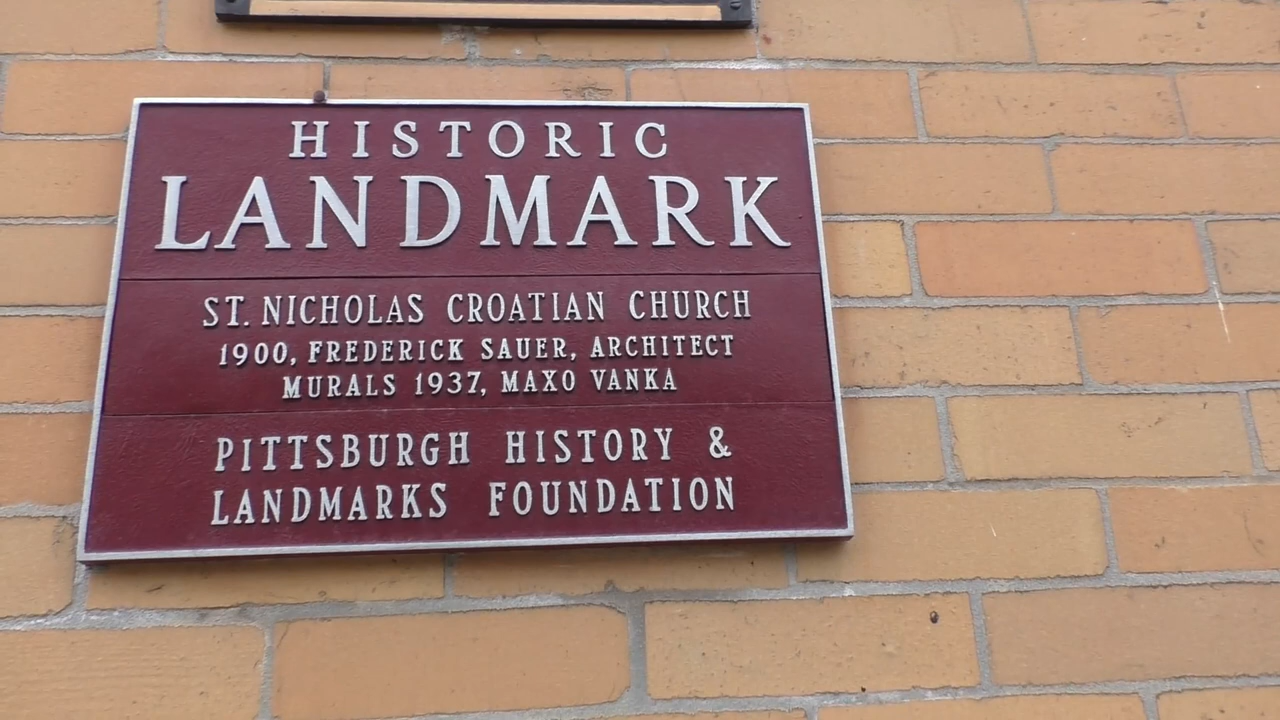 HISTORIC
LANDMARK
ST. NICHOLAS CROATIAN CHURCH
1900, FREDERICK SAUER, ARCHITECT
MURALS 1937, MAXO VANKA
PITTSBURGH HISTORY &
LANDMARKS FOUNDATION